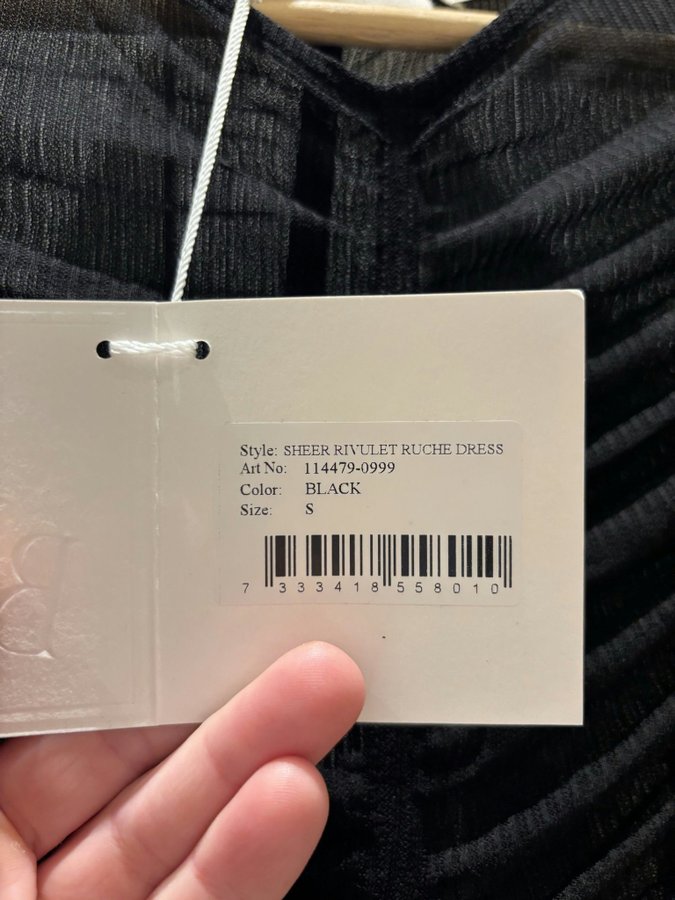 Style: SHEER RIVULET RUCHE DRESS
Art No: 114479-0999
Color: BLACK
Size: S
7 333418 558010